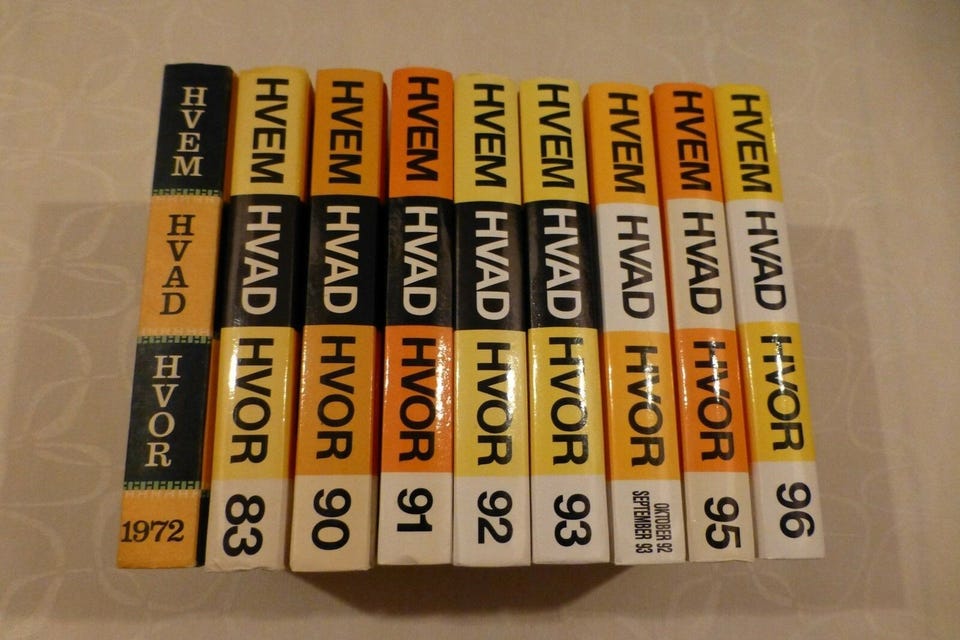 HVEM
HVAD
HVOR
1972
HVEM HVAD HVOR 83
HVEM HVAD HVOR 90
HVEM HVAD HVOR 91
HVEM HVAD HVOR 92
HVEM HVAD HVOR 93
HVEM HVAD HVOR OKTOBER 92
SEPTEMBER 93
HVEM HVAD HVOR 95
HVEM HVAD HVOR 96